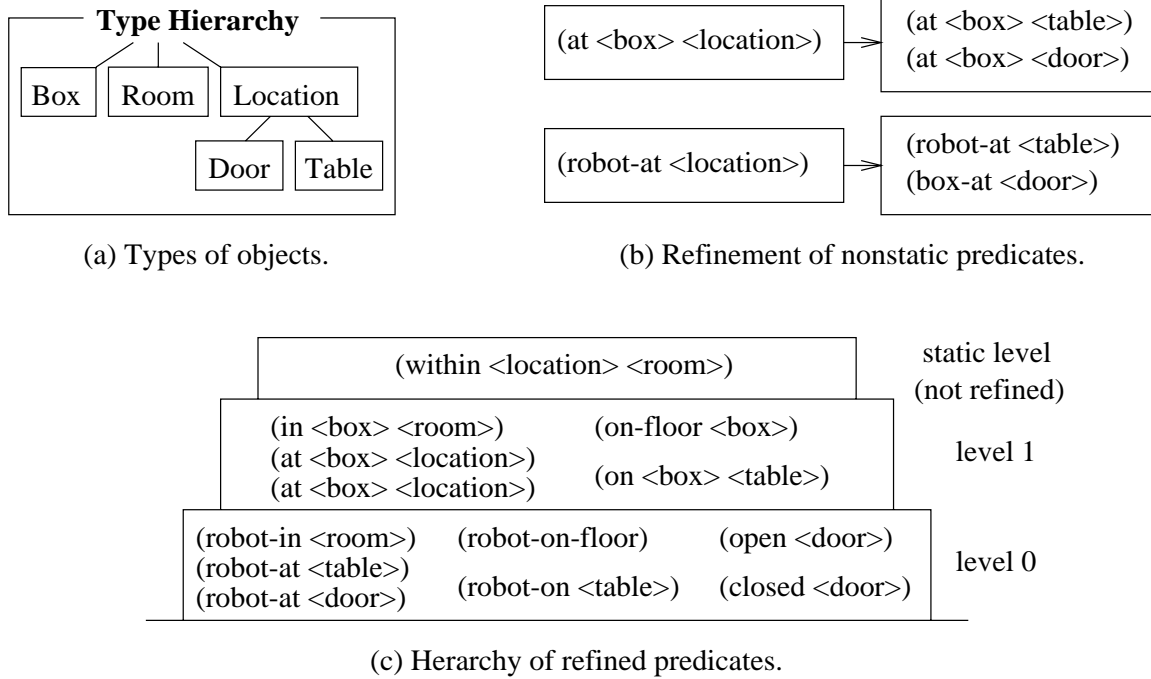 Type Hierarchy
Box
Room
Location
Door
Table
(a) Types of objects.
(at <box> <location>)
(at <box> <table>)
(at <box> <door>)
(robot-at <location>)
(robot-at <table>)
(box-at <door>)
(b) Refinement of nonstatic predicates.
(within <location> <room>)
static level
(not refined)
(in <box> <room>)
(at <box> <location>)
(at <box> <location>)
(on-floor <box>)
(on <box> <table>)
level 1
(robot-in <room>)
(robot-at <table>)
(robot-at <door>)
(robot-on-floor)
(robot-on <table>)
(open <door>)
(closed <door>)
level 0
(c) Herarchy of refined predicates.